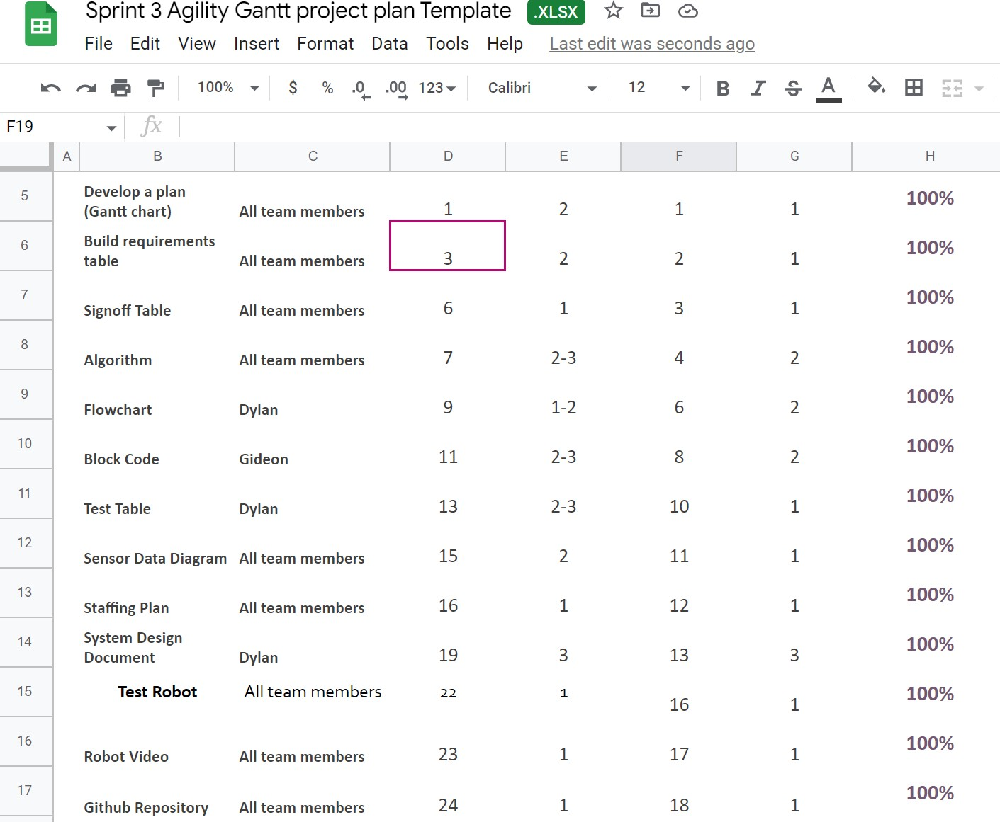 Sprint 3 Agility Gantt project plan Template .XLSX
File Edit View Insert Format Data Tools Help Last edit was seconds ago
100% $ % .0 .00 123 Calibri 12 B I S A
F19 fx
A B C D E F G H
5 Develop a plan (Gantt chart) All team members 1 2 1 1 100%
6 Build requirements table All team members 3 2 2 1 100%
7 Signoff Table All team members 6 1 3 1 100%
8 Algorithm All team members 7 2-3 4 2 100%
9 Flowchart Dylan 9 1-2 6 2 100%
10 Block Code Gideon 11 2-3 8 2 100%
11 Test Table Dylan 13 2-3 10 1 100%
12 Sensor Data Diagram All team members 15 2 11 1 100%
13 Staffing Plan All team members 16 1 12 1 100%
14 System Design Document Dylan 19 3 13 3 100%
15 Test Robot All team members 22 1 16 1 100%
16 Robot Video All team members 23 1 17 1 100%
17 Github Repository All team members 24 1 18 1 100%